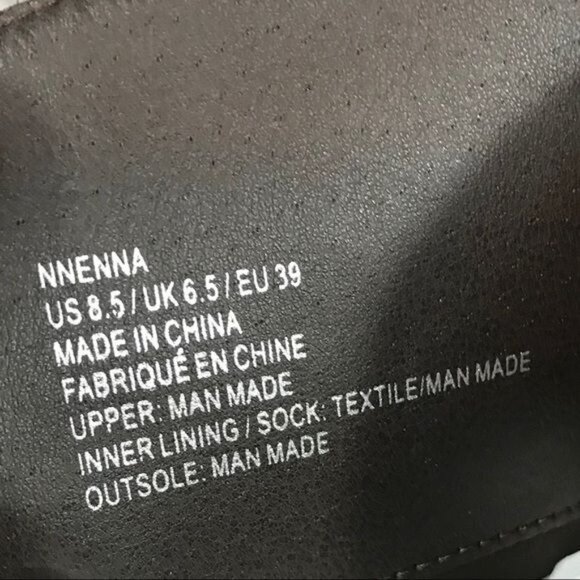 NNENNA
US 8.5 / UK 6.5 / EU 39
MADE IN CHINA
FABRIQUÉ EN CHINE
UPPER: MAN MADE
INNER LINING / SOCK: TEXTILE/MAN MADE
OUTSOLE: MAN MADE